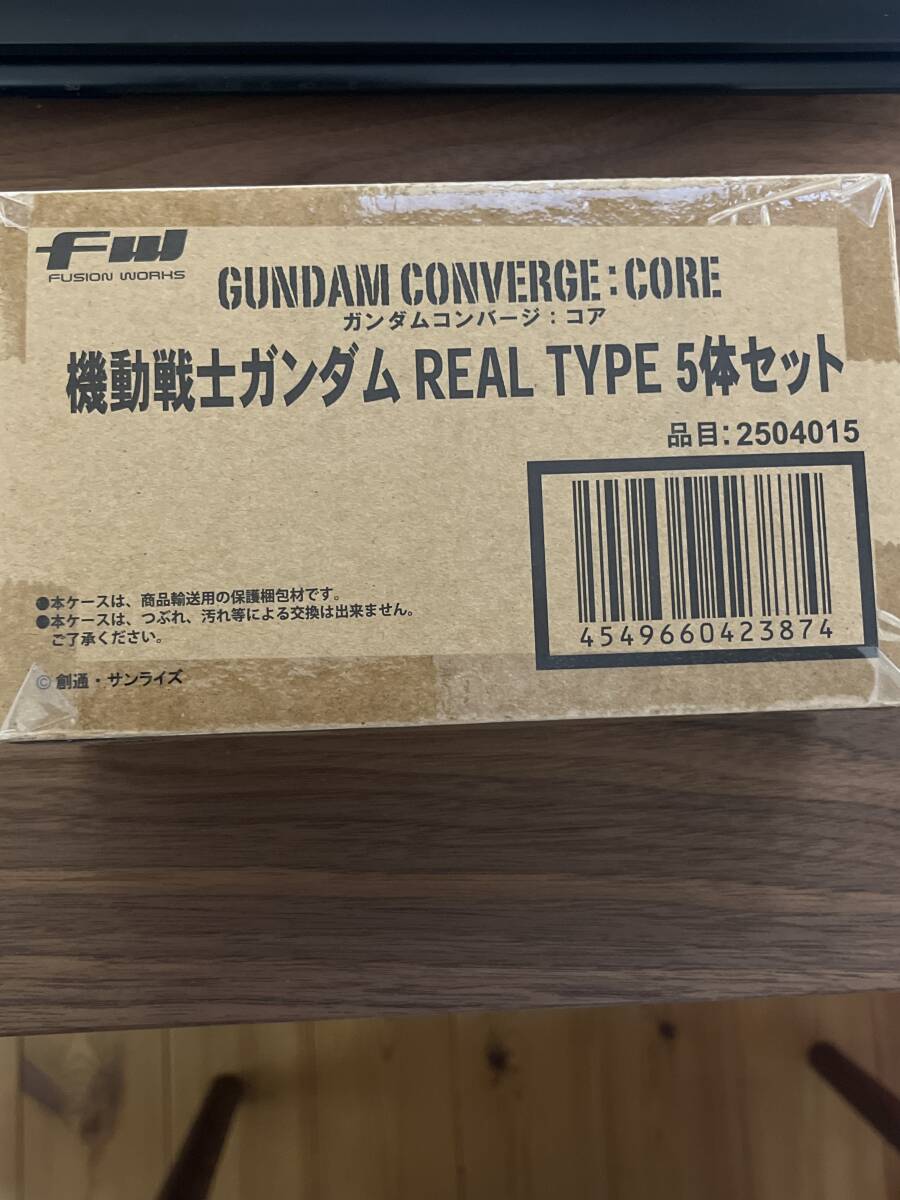 FW
FUSION WORKS
GUNDAM CONVERGE:CORE
ガンダムコンバージ:コア
機動戦士ガンダム REAL TYPE 5体セット
品目:2504015
4549660423874
●本ケースは、商品輸送用の保護梱包材です。
●本ケースは、つぶれ、汚れ等による交換は出来ません。
ご了承ください。
© 創通・サンライズ